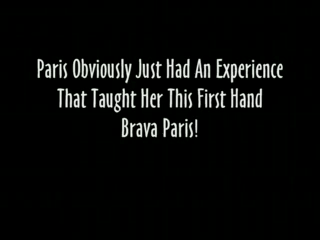 Paris Obviously Just Had An Experience
That Taught Her This First Hand
Brava Paris!